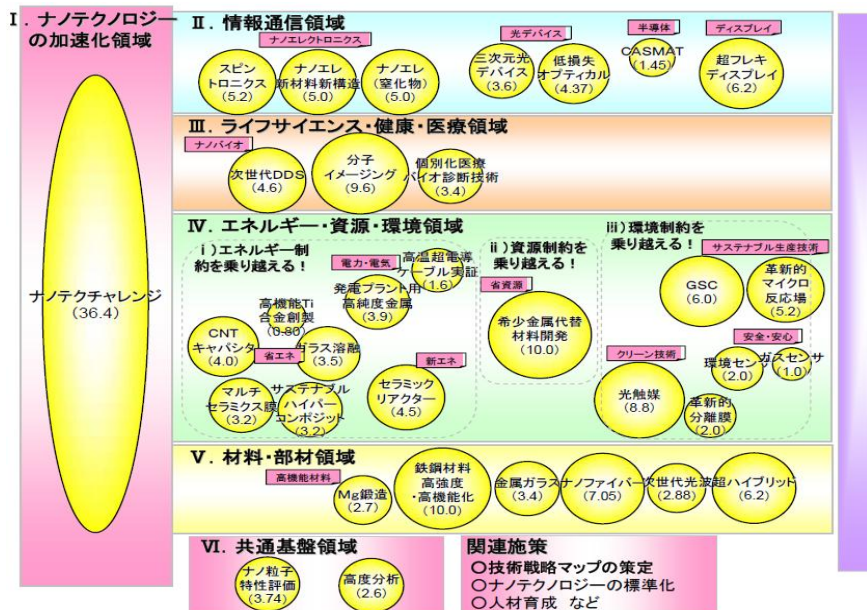 Ⅰ．ナノテクノロジー
の加速化領域
ナノテクチャレンジ
(36.4)
Ⅱ．情報通信領域
ナノエレクトロニクス
スピン
トロニクス
(5.2)
ナノエレ
新材料新構造
(5.0)
ナノエレ
(窒化物)
(5.0)
光デバイス
三次元光
デバイス
(3.6)
低損失
オプティカル
(4.37)
半導体
CASMAT
(1.45)
ディスプレイ
超フレキ
ディスプレイ
(6.2)
Ⅲ．ライフサイエンス・健康・医療領域
ナノバイオ
次世代DDS
(4.6)
分子
イメージング
(9.6)
個別化医療
バイオ診断技術
(3.4)
Ⅳ．エネルギー・資源・環境領域
ⅰ）エネルギー制
約を乗り越える！
電力・電気
高温超電導
ケーブル実証
(1.6)
発電プラント用
高純度金属
(3.9)
高機能Ti
合金創製
(0.80)
CNT
キャパシタ
(4.0)
省エネ
ガラス溶融
(3.5)
マルチ
セラミクス膜
(3.2)
サステナブル
ハイパー
コンポジット
(3.2)
新エネ
セラミック
リアクター
(4.5)
ⅱ）資源制約を
乗り越える！
省資源
希少金属代替
材料開発
(10.0)
ⅲ）環境制約を
乗り越える！
サステナブル生産技術
GSC
(6.0)
革新的
マイクロ
反応場
(5.2)
安全・安心
環境センサ
(2.0)
ガスセンサ
(1.0)
クリーン技術
光触媒
(8.8)
革新的
分離膜
(2.0)
Ⅴ．材料・部材領域
高機能材料
Mg鍛造
(2.7)
鉄鋼材料
高強度
・高機能化
(10.0)
金属ガラス
(3.4)
ナノファイバー
(7.05)
次世代光波
(2.88)
超ハイブリッド
(6.2)
Ⅵ．共通基盤領域
ナノ粒子
特性評価
(3.74)
高度分析
(2.6)
関連施策
○技術戦略マップの策定
○ナノテクノロジーの標準化
○人材育成 など